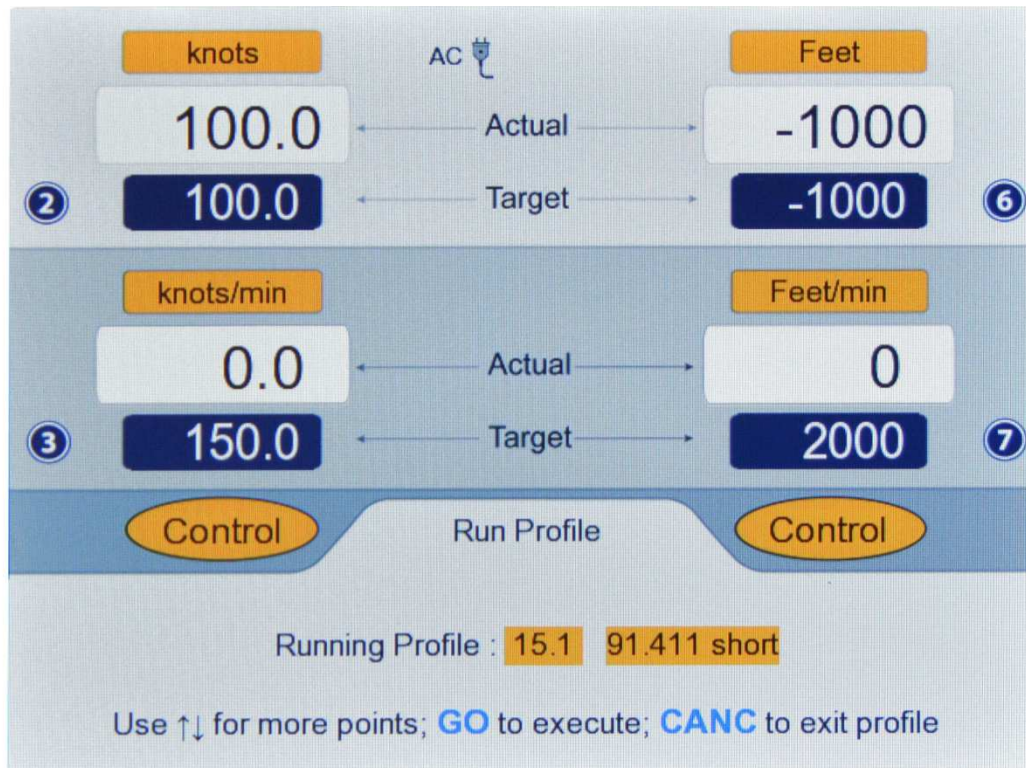 knots AC Feet
100.0 Actual -1000
2 100.0 Target -1000 6
knots/min Feet/min
0.0 Actual 0
3 150.0 Target 2000 7
Control Run Profile Control
Running Profile : 15.1 91.411 short
Use ↑↓ for more points; GO to execute; CANC to exit profile